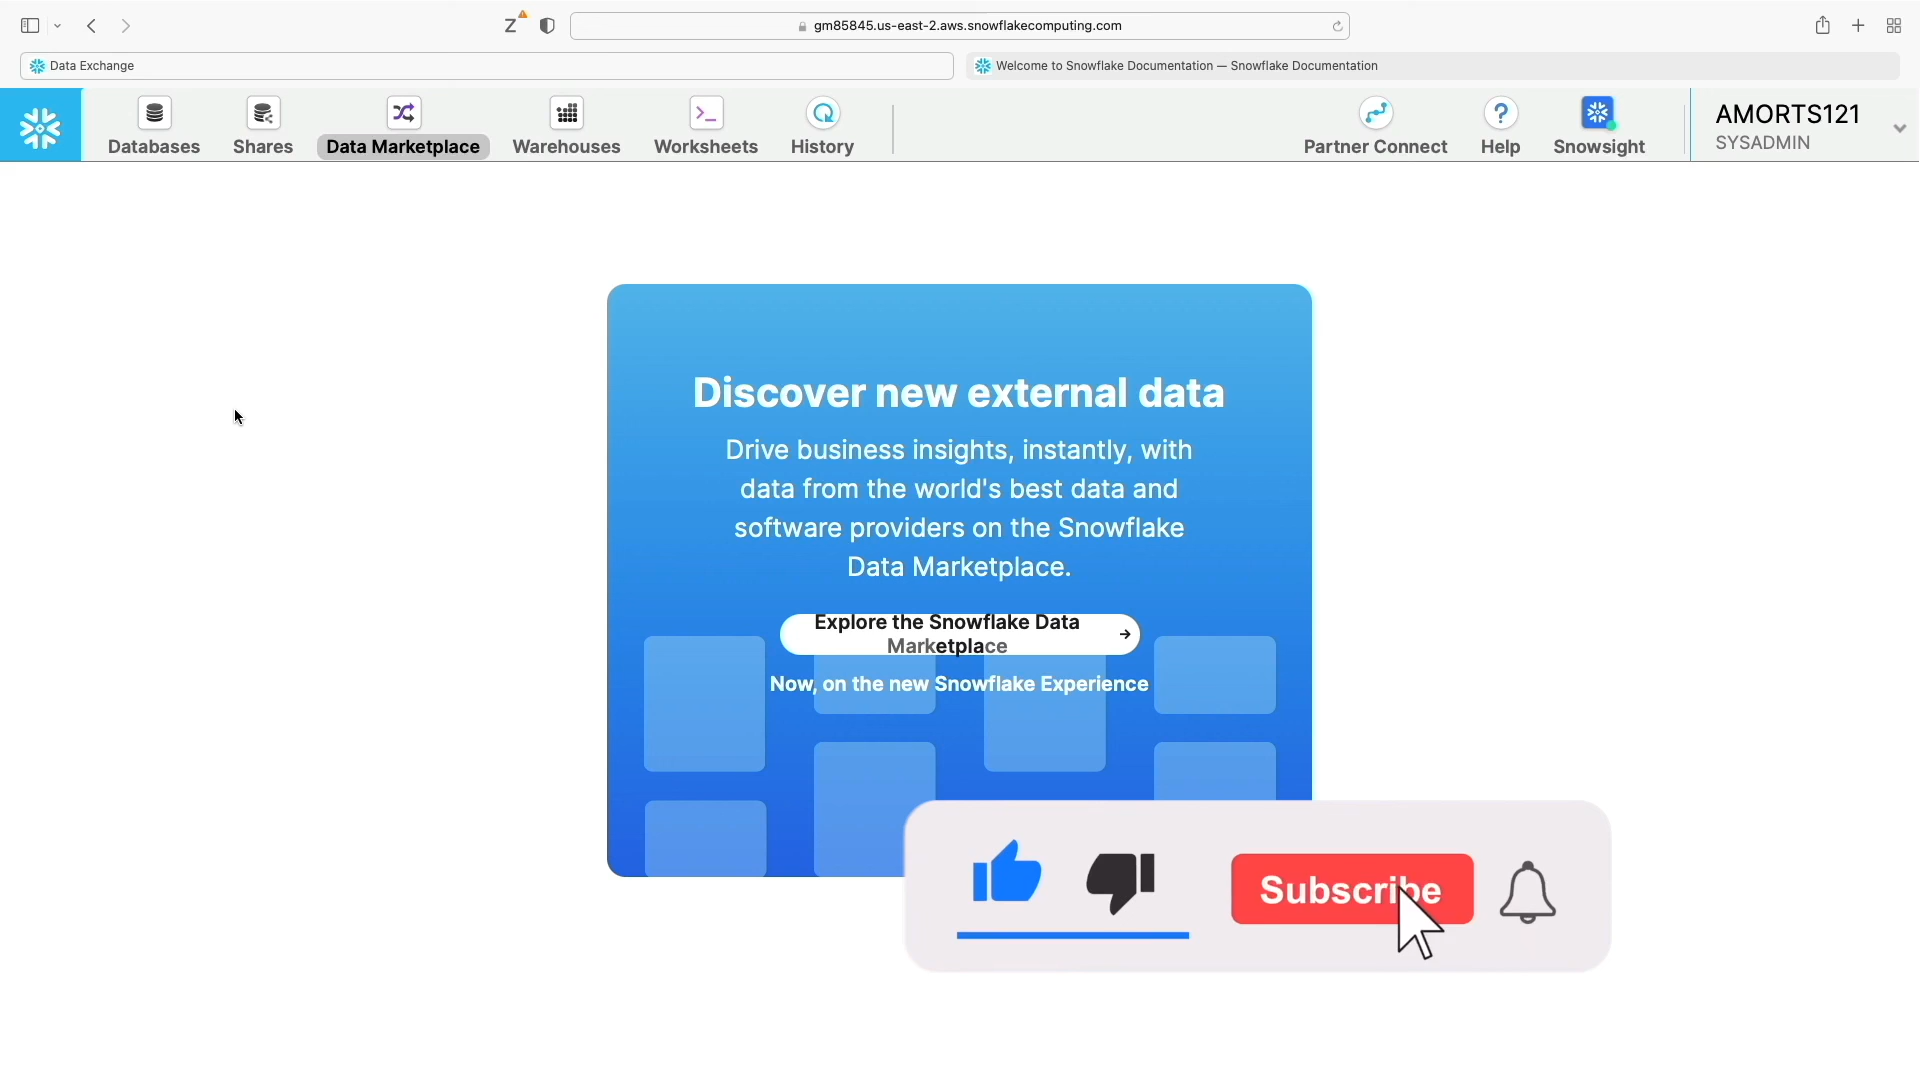 gm85845.us-east-2.aws.snowflakecomputing.com
Data Exchange
Welcome to Snowflake Documentation — Snowflake Documentation
Databases
Shares
Data Marketplace
Warehouses
Worksheets
History
Partner Connect
Help
Snowsight
AMORTS121
SYSADMIN
Discover new external data
Drive business insights, instantly, with
data from the world's best data and
software providers on the Snowflake
Data Marketplace.
Explore the Snowflake Data
Marketplace
Now, on the new Snowflake Experience
Subscribe